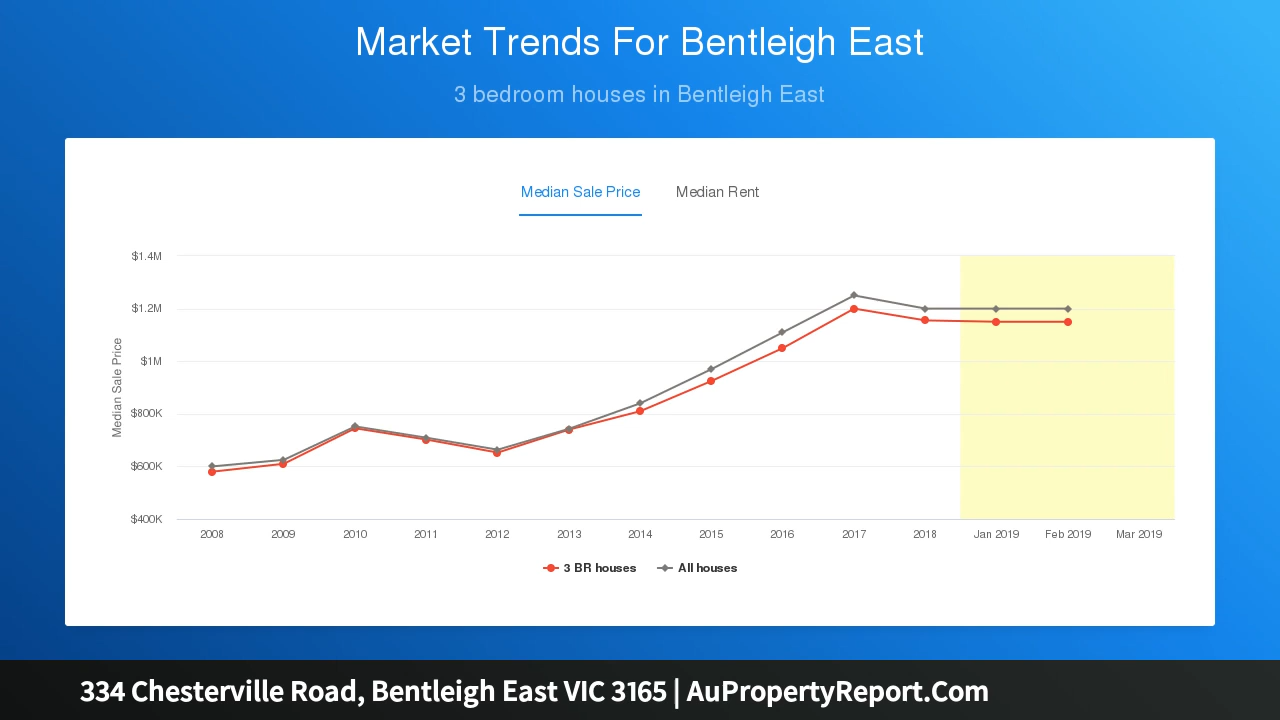 Market Trends For Bentleigh East
3 bedroom houses in Bentleigh East
Median Sale Price Median Rent
$1.4M
$1.2M
$1M
$800K
$600K
$400K
Median Sale Price
2008 2009 2010 2011 2012 2013 2014 2015 2016 2017 2018 Jan 2019 Feb 2019 Mar 2019
3 BR houses All houses
334 Chesterville Road, Bentleigh East VIC 3165 | AuPropertyReport.Com